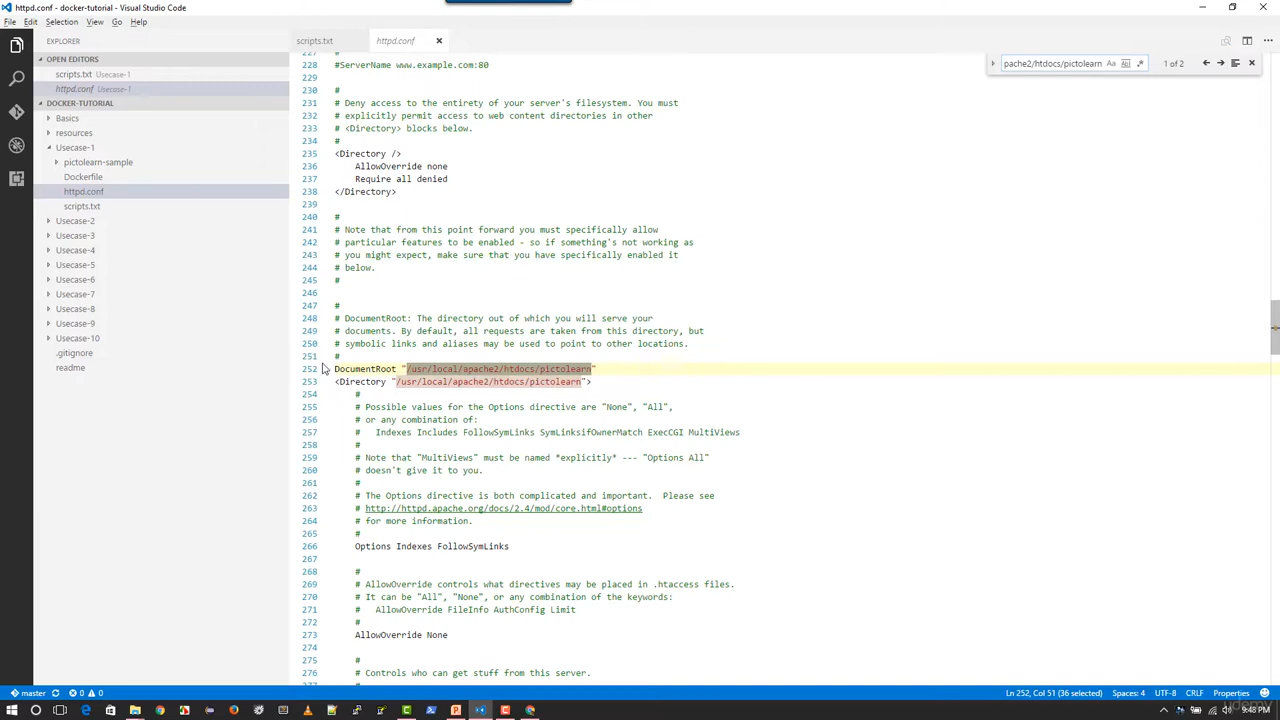 httpd.conf - docker-tutorial - Visual Studio Code
File Edit Selection View Go Help
EXPLORER
scripts.txt
httpd.conf
OPEN EDITORS
scripts.txt Usecase-1
httpd.conf Usecase-1
DOCKER-TUTORIAL
Basics
resources
Usecase-1
pictolearn-sample
Dockerfile
httpd.conf
scripts.txt
Usecase-2
Usecase-3
Usecase-4
Usecase-5
Usecase-6
Usecase-7
Usecase-8
Usecase-9
Usecase-10
.gitignore
README
pache2/htdocs/pictolearn Aa Ab| .* 1 of 2
227 #
228 #ServerName www.example.com:80
229
230 #
231 # Deny access to the entirety of your server's filesystem. You must
232 # explicitly permit access to web content directories in other
233 # <Directory> blocks below.
234 #
235 <Directory />
236 AllowOverride none
237 Require all denied
238 </Directory>
239
240 #
241 # Note that from this point forward you must specifically allow
242 # particular features to be enabled - so if something's not working as
243 # you might expect, make sure that you have specifically enabled it
244 # below.
245 #
246
247 #
248 # DocumentRoot: The directory out of which you will serve your
249 # documents. By default, all requests are taken from this directory, but
250 # symbolic links and aliases may be used to point to other locations.
251 #
252 DocumentRoot "/usr/local/apache2/htdocs/pictolearn"
253 <Directory "/usr/local/apache2/htdocs/pictolearn">
254 #
255 # Possible values for the Options directive are "None", "All",
256 # or any combination of:
257 # Indexes Includes FollowSymLinks SymLinksifOwnerMatch ExecCGI MultiViews
258 #
259 # Note that "MultiViews" must be named *explicitly* --- "Options All"
260 # doesn't give it to you.
261 #
262 # The Options directive is both complicated and important. Please see
263 # http://httpd.apache.org/docs/2.4/mod/core.html#options
264 # for more information.
265 #
266 Options Indexes FollowSymLinks
267
268 #
269 # AllowOverride controls what directives may be placed in .htaccess files.
270 # It can be "All", "None", or any combination of the keywords:
271 # AllowOverride FileInfo AuthConfig Limit
272 #
273 AllowOverride None
274
275 #
276 # Controls who can get stuff from this server.
277 #
master 0 0
Ln 252, Col 51 (36 selected) Spaces: 4 UTF-8 CRLF Properties
udemy
9:48 PM